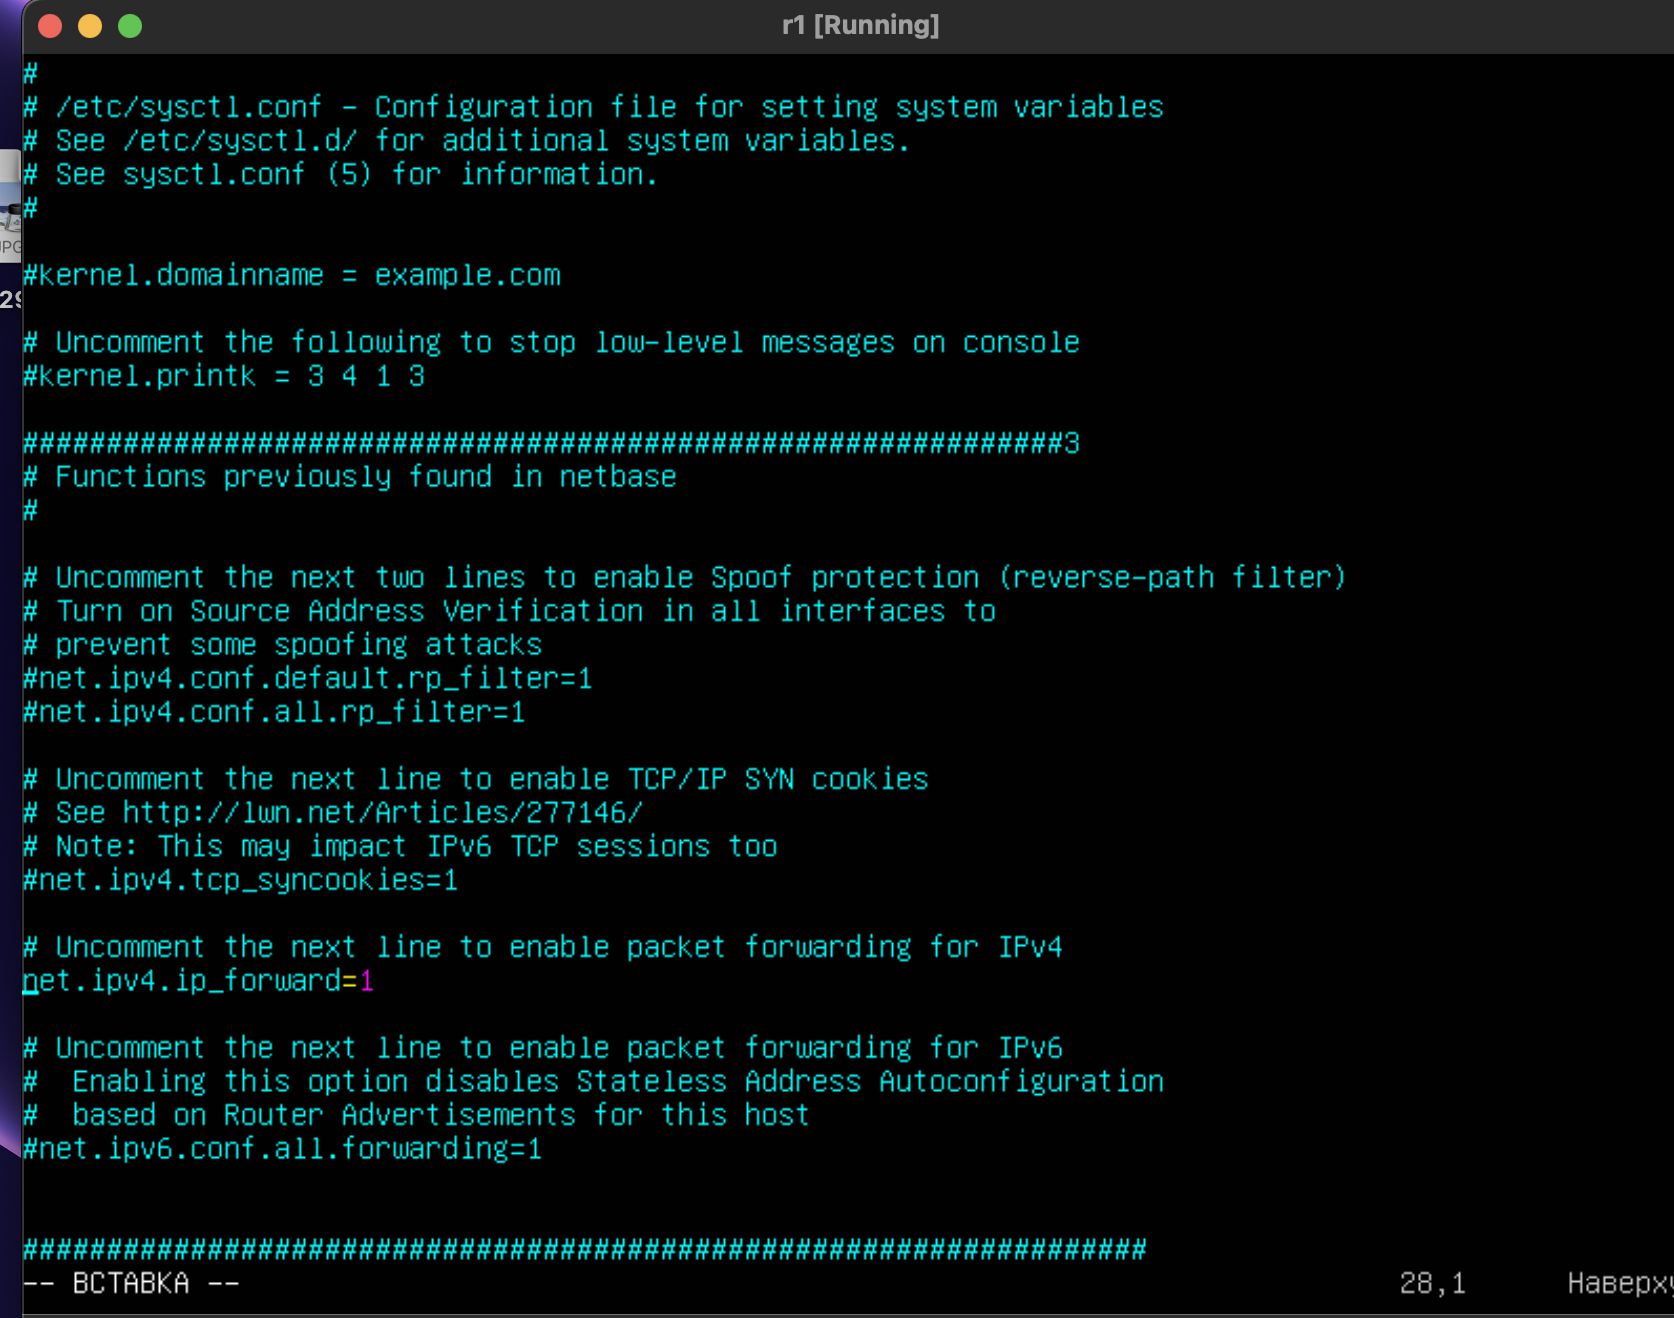 r1 [Running]
#
# /etc/sysctl.conf - Configuration file for setting system variables
# See /etc/sysctl.d/ for additional system variables.
# See sysctl.conf (5) for information.
#
#kernel.domainname = example.com
# Uncomment the following to stop low-level messages on console
#kernel.printk = 3 4 1 3
##############################################################3
# Functions previously found in netbase
#
# Uncomment the next two lines to enable Spoof protection (reverse-path filter)
# Turn on Source Address Verification in all interfaces to
# prevent some spoofing attacks
#net.ipv4.conf.default.rp_filter=1
#net.ipv4.conf.all.rp_filter=1
# Uncomment the next line to enable TCP/IP SYN cookies
# See http://lwn.net/Articles/277146/
# Note: This may impact IPv6 TCP sessions too
#net.ipv4.tcp_syncookies=1
# Uncomment the next line to enable packet forwarding for IPv4
net.ipv4.ip_forward=1
# Uncomment the next line to enable packet forwarding for IPv6
#  Enabling this option disables Stateless Address Autoconfiguration
#  based on Router Advertisements for this host
#net.ipv6.conf.all.forwarding=1
###################################################################
-- ВСТАВКА --
28,1
Наверху